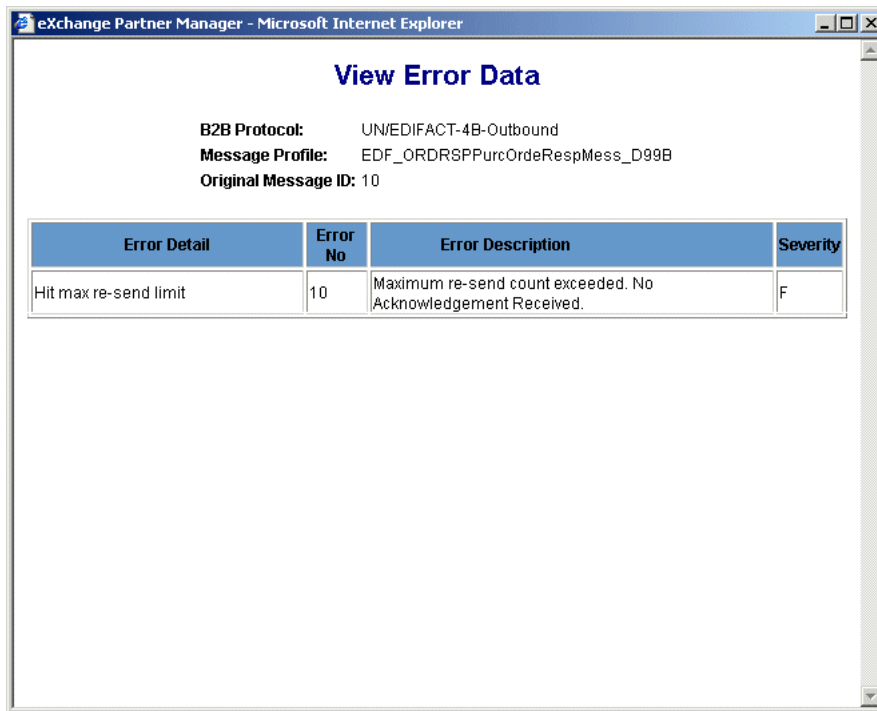 eXchange Partner Manager - Microsoft Internet Explorer
View Error Data
B2B Protocol: UN/EDIFACT-4B-Outbound
Message Profile: EDF_ORDRSPPurcOrdeRespMess_D99B
Original Message ID: 10
Error Detail Error No Error Description Severity
Hit max re-send limit 10 Maximum re-send count exceeded. No Acknowledgement Received. F